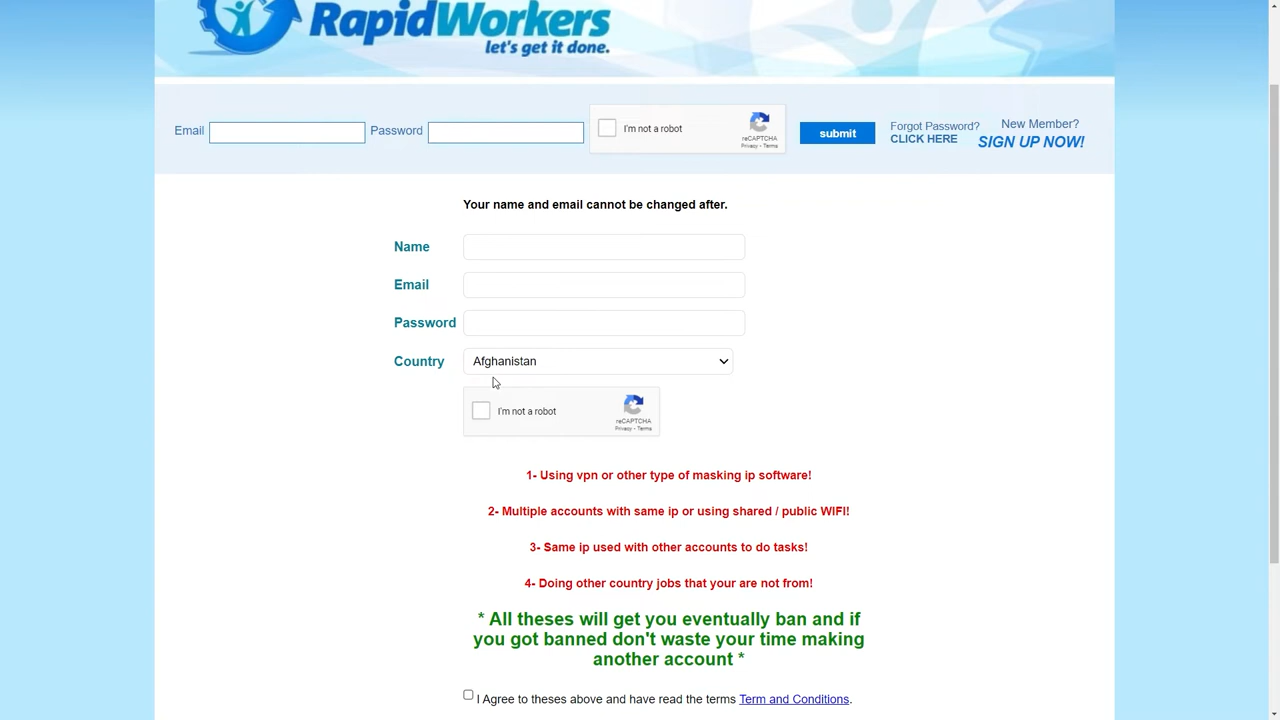 RapidWorkers
let's get it done.
Email
Password
I'm not a robot
reCAPTCHA
Privacy - Terms
submit
Forgot Password?
CLICK HERE
New Member?
SIGN UP NOW!
Your name and email cannot be changed after.
Name
Email
Password
Country
Afghanistan
I'm not a robot
reCAPTCHA
Privacy - Terms
1- Using vpn or other type of masking ip software!
2- Multiple accounts with same ip or using shared / public WIFI!
3- Same ip used with other accounts to do tasks!
4- Doing other country jobs that your are not from!
* All theses will get you eventually ban and if
you got banned don't waste your time making
another account *
I Agree to theses above and have read the terms Term and Conditions.